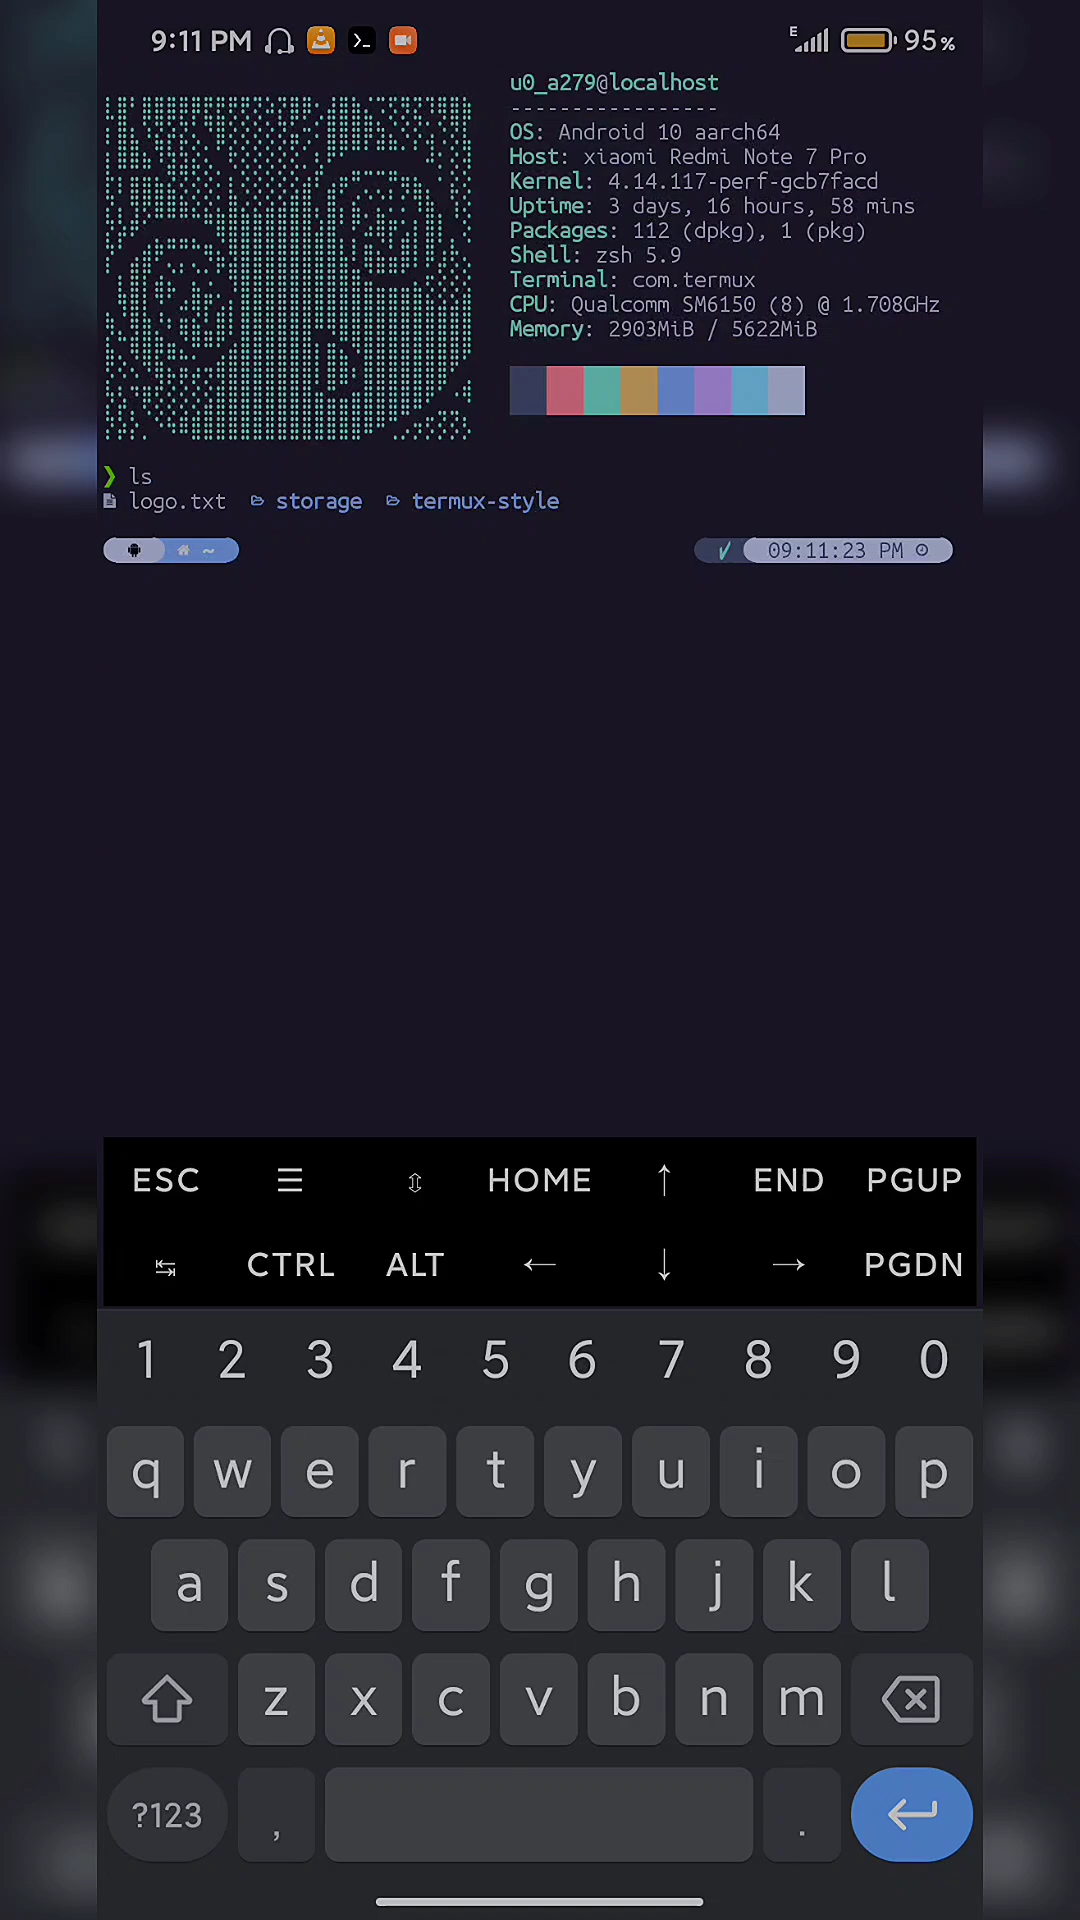 9:11 PM E 95%
u0_a279@localhost
-----------------
OS: Android 10 aarch64
Host: xiaomi Redmi Note 7 Pro
Kernel: 4.14.117-perf-gcb7facd
Uptime: 3 days, 16 hours, 58 mins
Packages: 112 (dpkg), 1 (pkg)
Shell: zsh 5.9
Terminal: com.termux
CPU: Qualcomm SM6150 (8) @ 1.708GHz
Memory: 2903MiB / 5622MiB
❯ ls
logo.txt storage termux-style
~ ✓ 09:11:23 PM
ESC ☰ ⇳ HOME ↑ END PGUP
↹ CTRL ALT ← ↓ → PGDN
1 2 3 4 5 6 7 8 9 0
q w e r t y u i o p
a s d f g h j k l
z x c v b n m
?123 , .